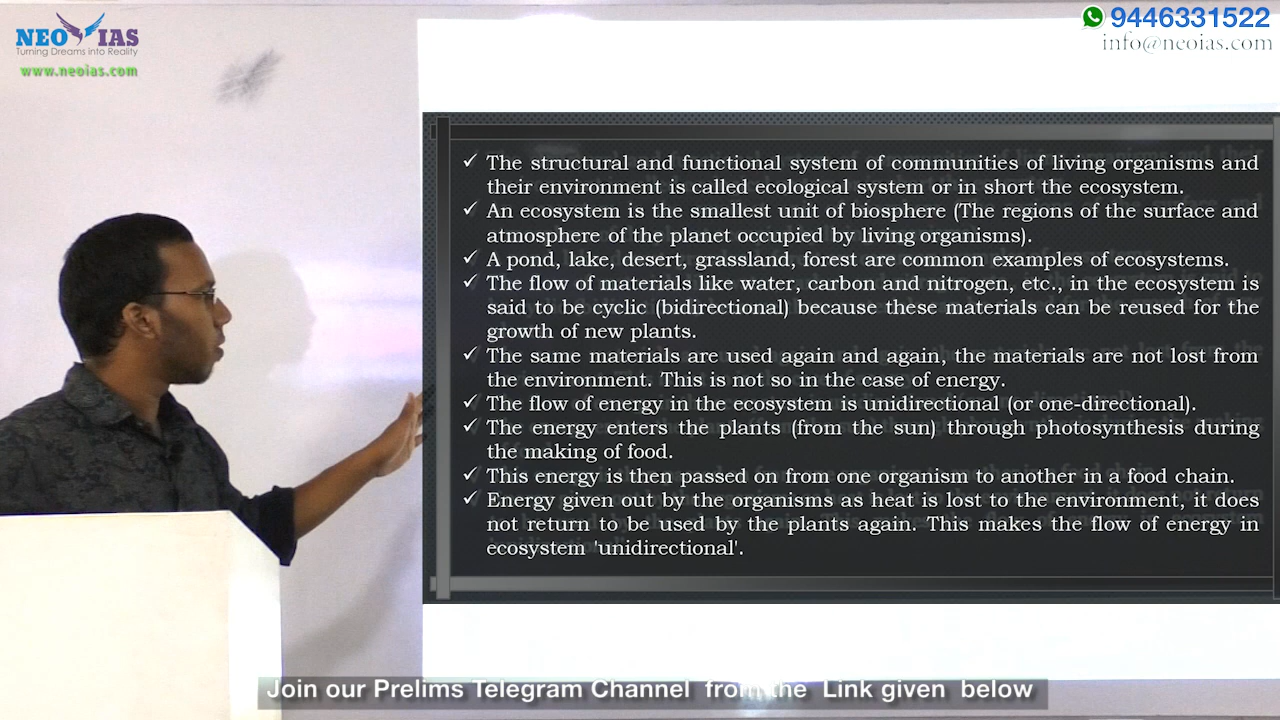 NEO IAS
Turning Dreams into Reality
www.neoias.com
9446331522
info@neoias.com
✓ The structural and functional system of communities of living organisms and
their environment is called ecological system or in short the ecosystem.
✓ An ecosystem is the smallest unit of biosphere (The regions of the surface and
atmosphere of the planet occupied by living organisms).
✓ A pond, lake, desert, grassland, forest are common examples of ecosystems.
✓ The flow of materials like water, carbon and nitrogen, etc., in the ecosystem is
said to be cyclic (bidirectional) because these materials can be reused for the
growth of new plants.
✓ The same materials are used again and again, the materials are not lost from
the environment. This is not so in the case of energy.
✓ The flow of energy in the ecosystem is unidirectional (or one-directional).
✓ The energy enters the plants (from the sun) through photosynthesis during
the making of food.
✓ This energy is then passed on from one organism to another in a food chain.
✓ Energy given out by the organisms as heat is lost to the environment, it does
not return to be used by the plants again. This makes the flow of energy in
ecosystem 'unidirectional'.
Join our Prelims Telegram Channel from the Link given below